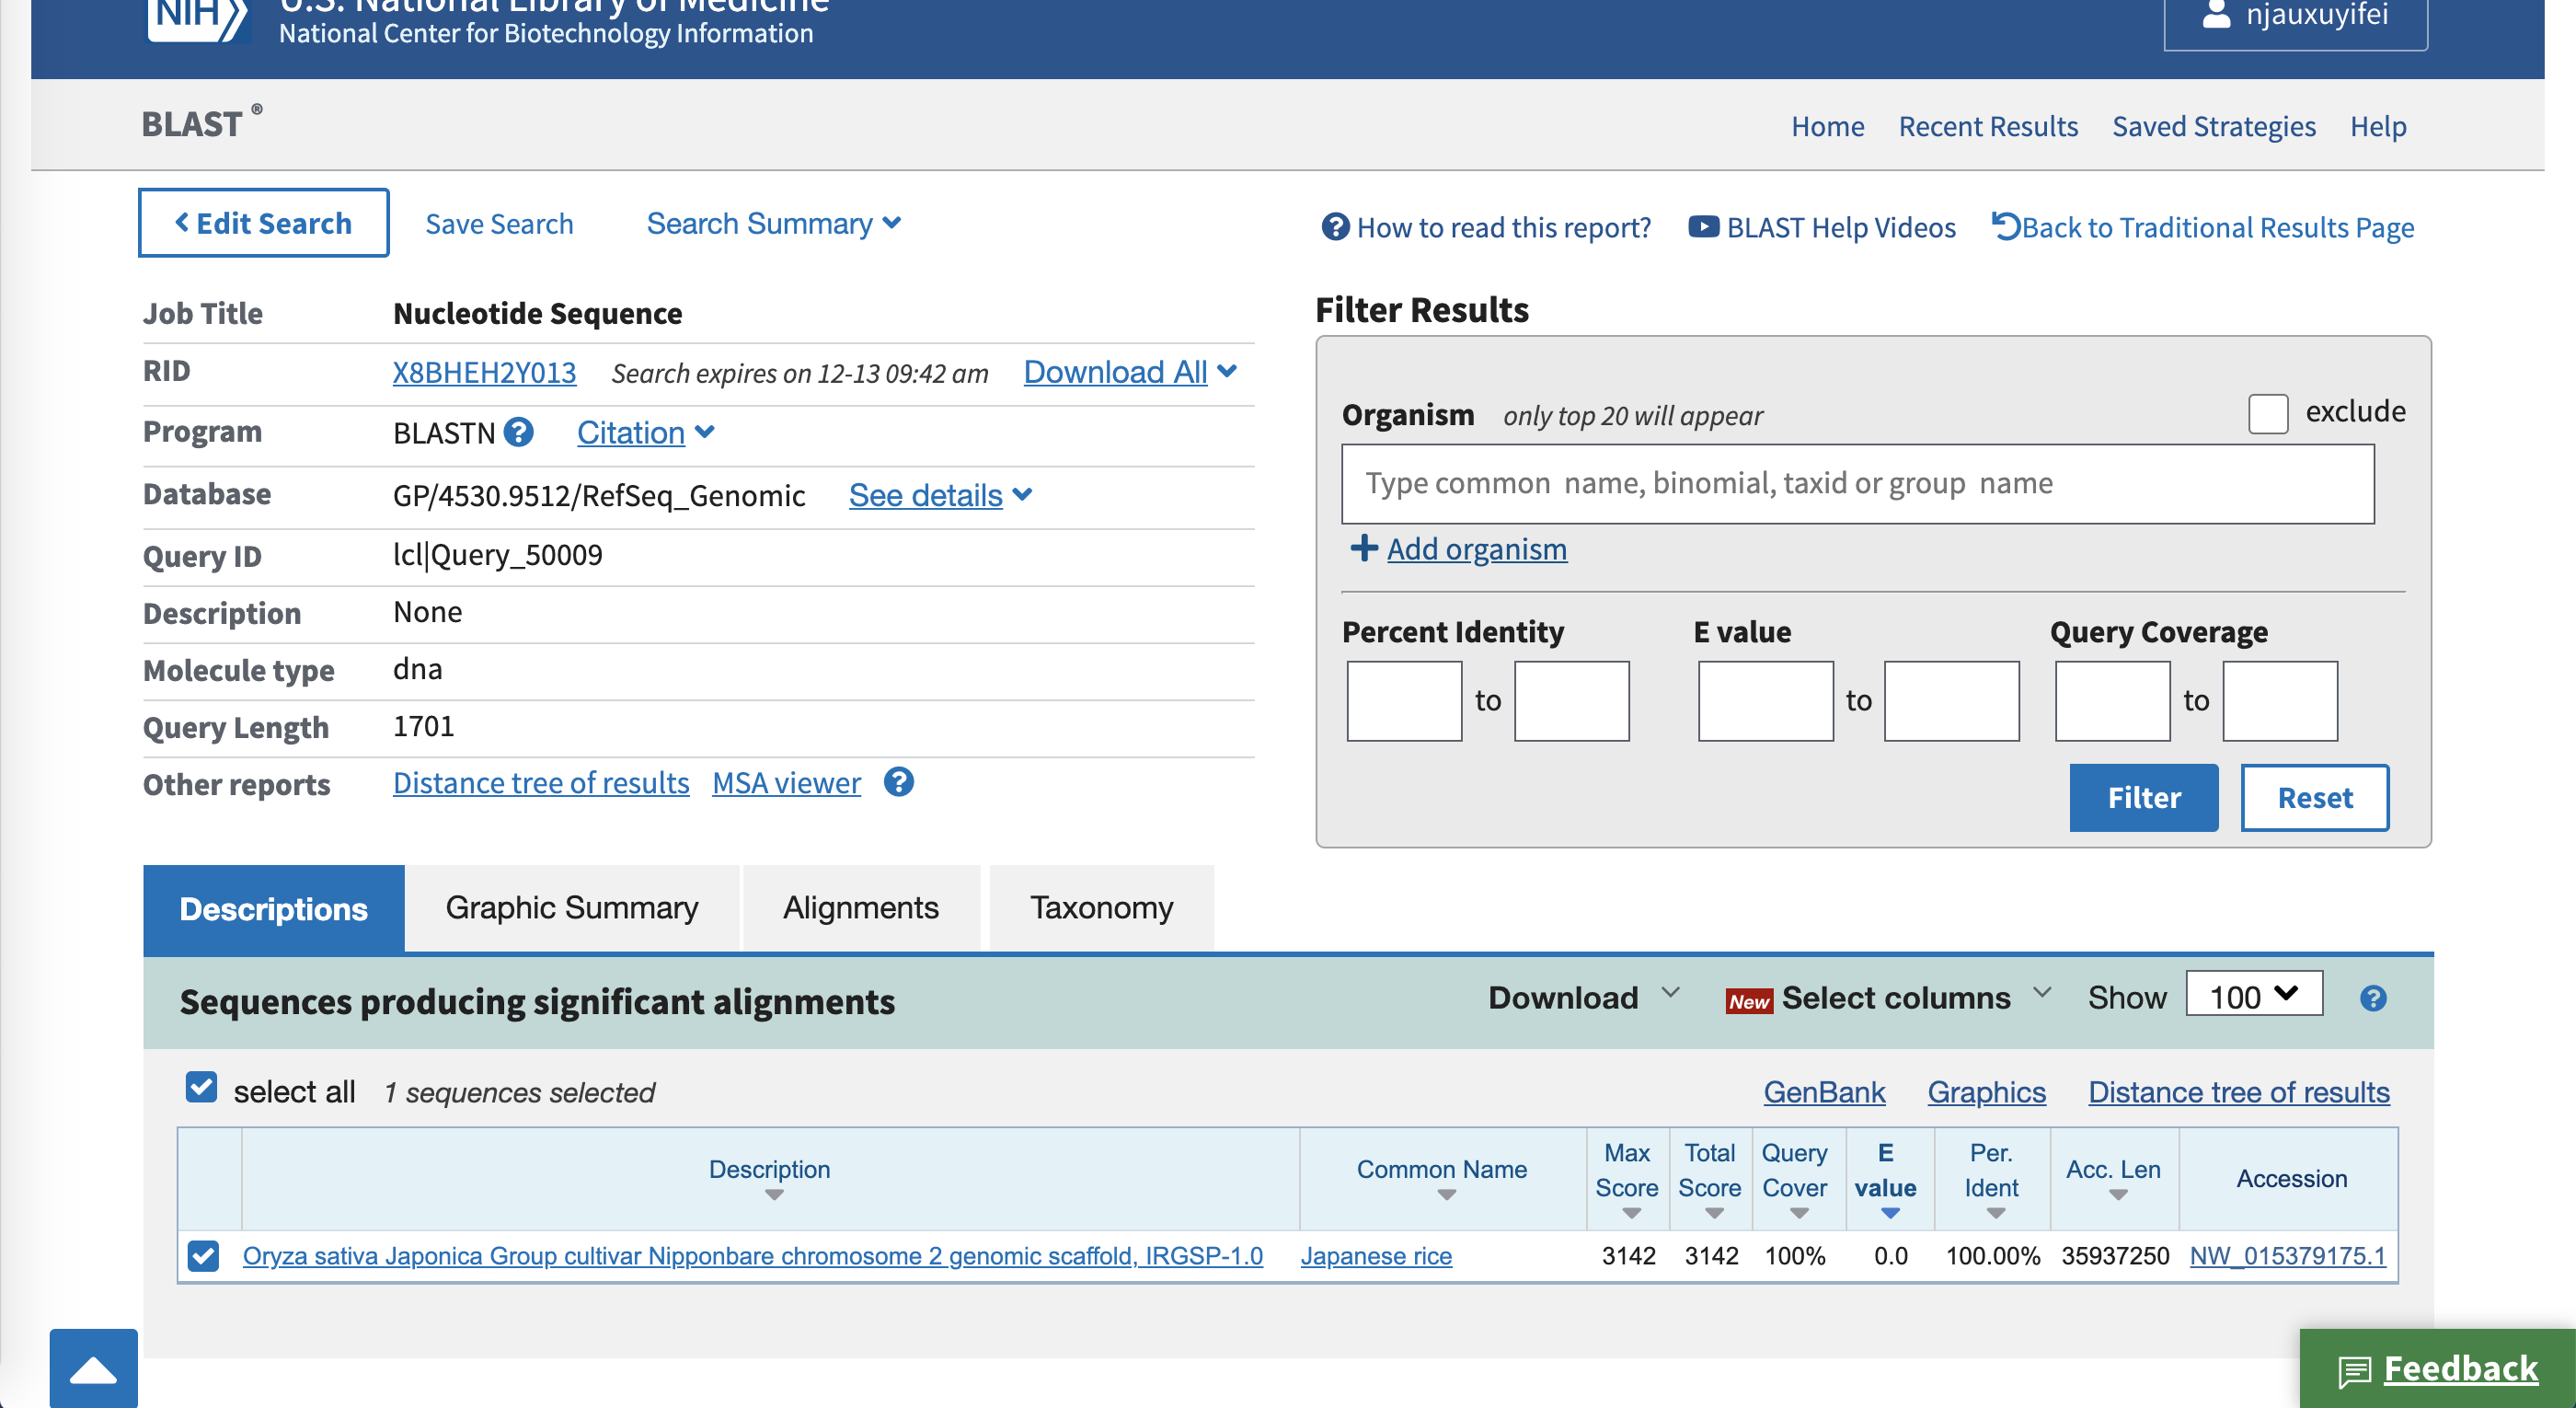 NIH U.S. National Library of Medicine
National Center for Biotechnology Information
njauxuyifei
BLAST ®
Home Recent Results Saved Strategies Help
Edit Search Save Search Search Summary
How to read this report? BLAST Help Videos Back to Traditional Results Page
Job Title Nucleotide Sequence
RID X8BHEH2Y013 Search expires on 12-13 09:42 am Download All
Program BLASTN ? Citation
Database GP/4530.9512/RefSeq_Genomic See details
Query ID lcl|Query_50009
Description None
Molecule type dna
Query Length 1701
Other reports Distance tree of results MSA viewer ?
Filter Results
Organism only top 20 will appear exclude
Type common name, binomial, taxid or group name
Add organism
Percent Identity E value Query Coverage
to to to
Filter Reset
Descriptions Graphic Summary Alignments Taxonomy
Sequences producing significant alignments Download New Select columns Show 100 ?
select all 1 sequences selected GenBank Graphics Distance tree of results
Description Common Name Max Score Total Score Query Cover E value Per. Ident Acc. Len Accession
Oryza sativa Japonica Group cultivar Nipponbare chromosome 2 genomic scaffold, IRGSP-1.0 Japanese rice 3142 3142 100% 0.0 100.00% 35937250 NW_015379175.1
Feedback